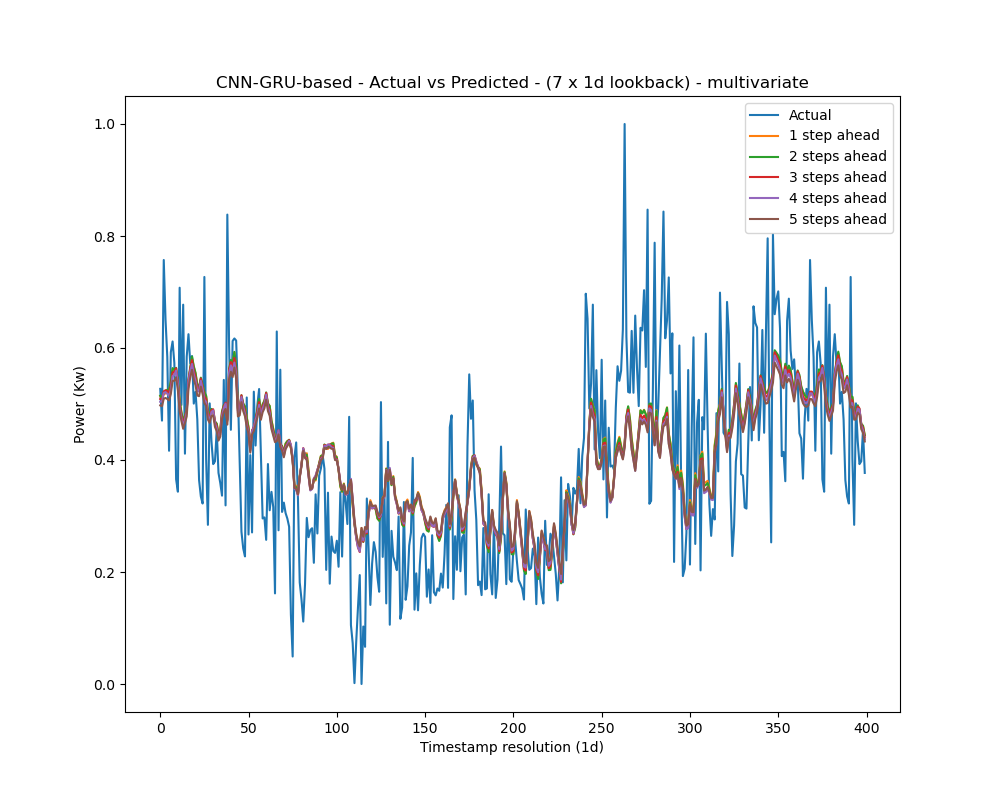 CNN-GRU-based - Actual vs Predicted - (7 x 1d lookback) - multivariate
Actual
1 step ahead
2 steps ahead
3 steps ahead
4 steps ahead
5 steps ahead
1.0
0.8
0.6
0.4
0.2
0.0
Power (Kw)
0
50
100
150
200
250
300
350
400
Timestamp resolution (1d)